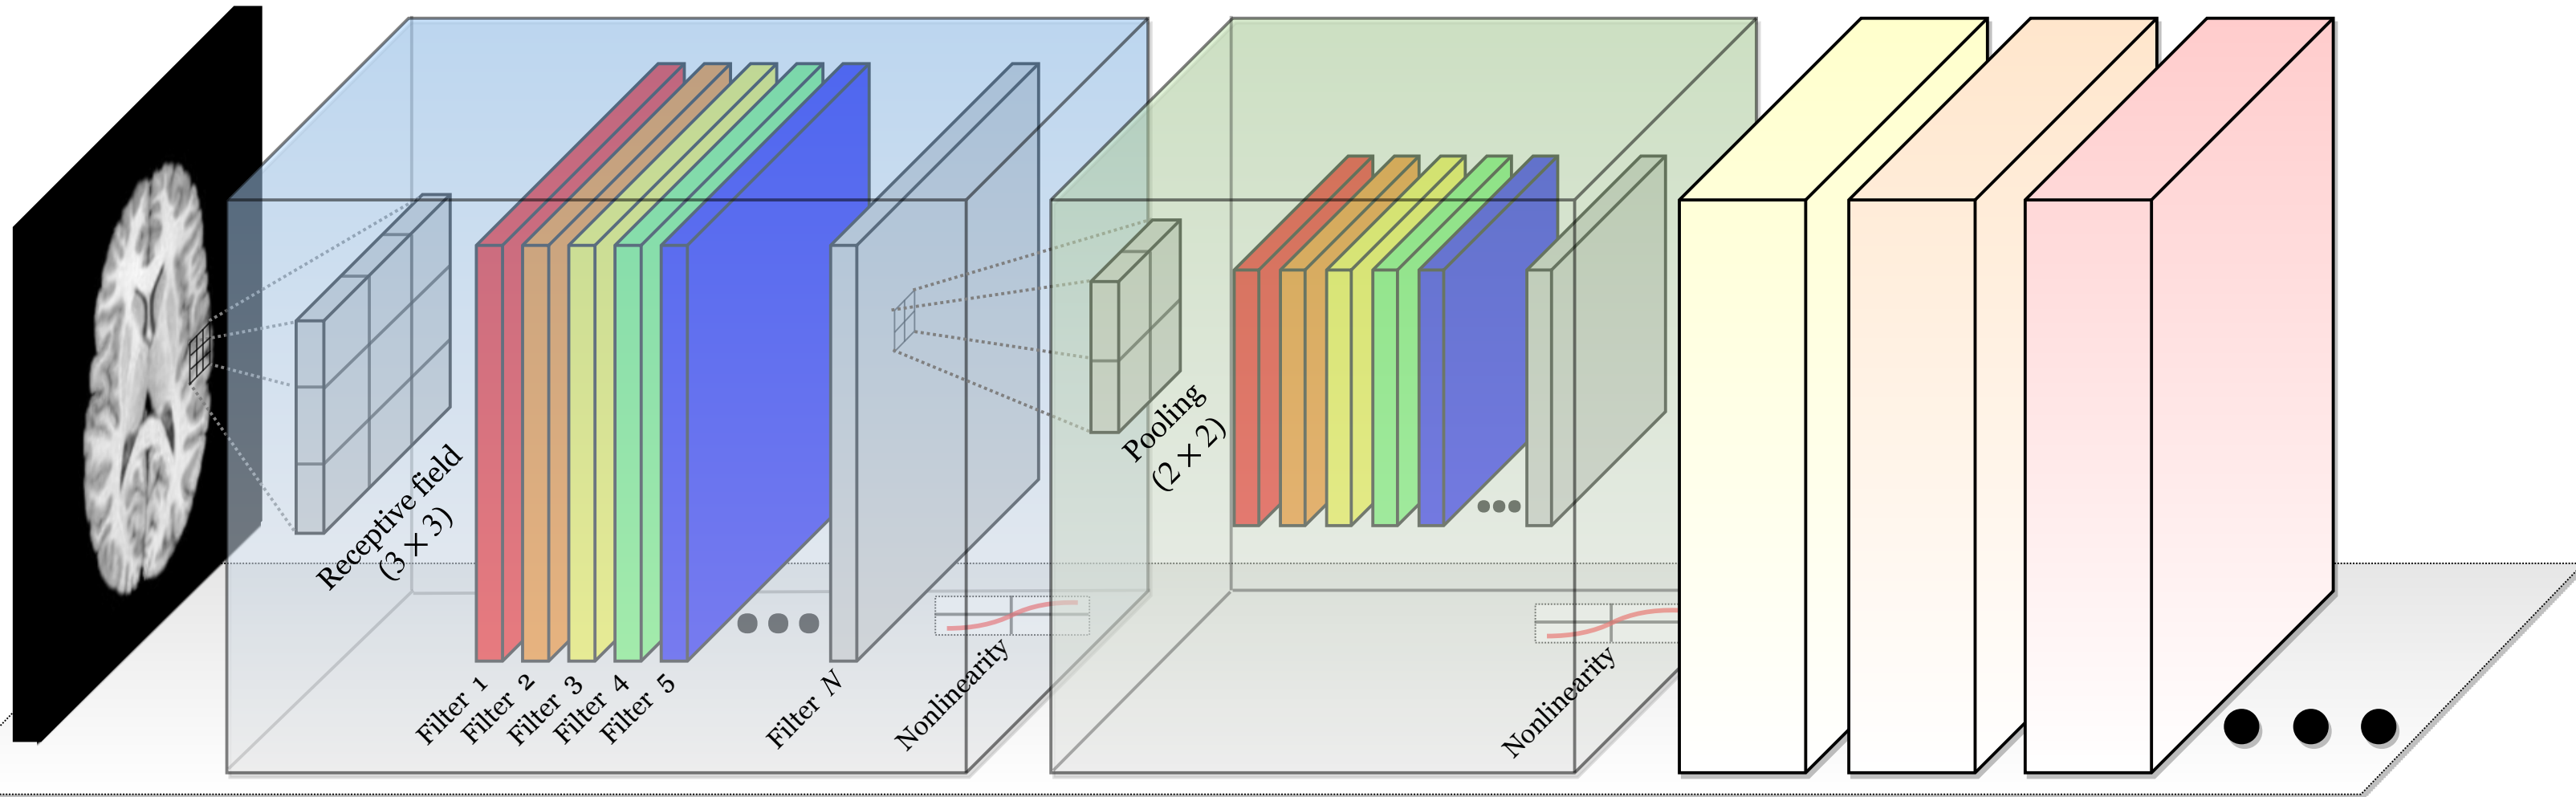 Receptive field
(3 × 3)
Filter 1
Filter 2
Filter 3
Filter 4
Filter 5
Filter N
Nonlinearity
Pooling
(2 × 2)
Nonlinearity